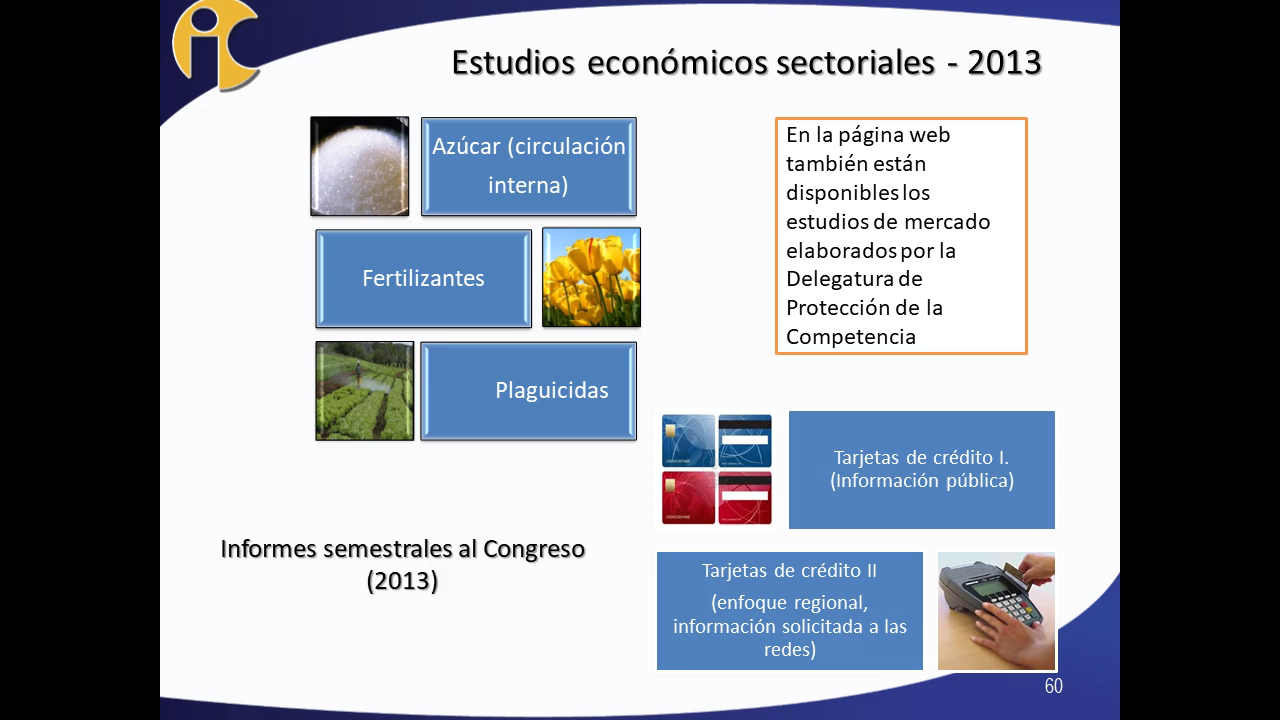 Estudios económicos sectoriales - 2013
Azúcar (circulación
interna)
Fertilizantes
Plaguicidas
En la página web
también están
disponibles los
estudios de mercado
elaborados por la
Delegatura de
Protección de la
Competencia
Tarjetas de crédito I.
(Información pública)
Informes semestrales al Congreso
(2013)
Tarjetas de crédito II
(enfoque regional,
información solicitada a las
redes)
60